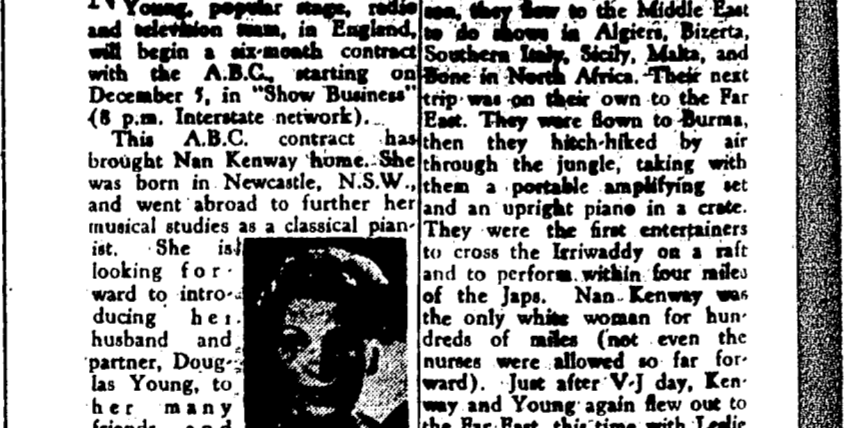 Young, popular stage, radio
and television team, in England,
will begin a six-month contract
with the A.B.C., starting on
December 5, in "Show Business"
(8 p.m. Interstate network).
This A.B.C. contract has
brought Nan Kenway home. She
was born in Newcastle, N.S.W.,
and went abroad to further her
musical studies as a classical pian-
ist. She is
looking for-
ward to intro-
ducing her
husband and
partner, Doug-
las Young, to
her many
friends and
they flew to the Middle East
to do shows in Algiers, Bizerta,
Southern Italy, Sicily, Malta, and
Bone in North Africa. Their next
trip was on their own to the Far
East. They were flown to Burma,
then they hitch-hiked by air
through the jungle, taking with
them a portable amplifying set
and an upright piano in a crate.
They were the first entertainers
to cross the Irriwaddy on a raft
and to perform within four miles
of the Japs. Nan Kenway was
the only white woman for hun-
dreds of miles (not even the
nurses were allowed so far for-
ward). Just after V-J day, Ken-
way and Young again flew out to
the Far East, this time with Leslie